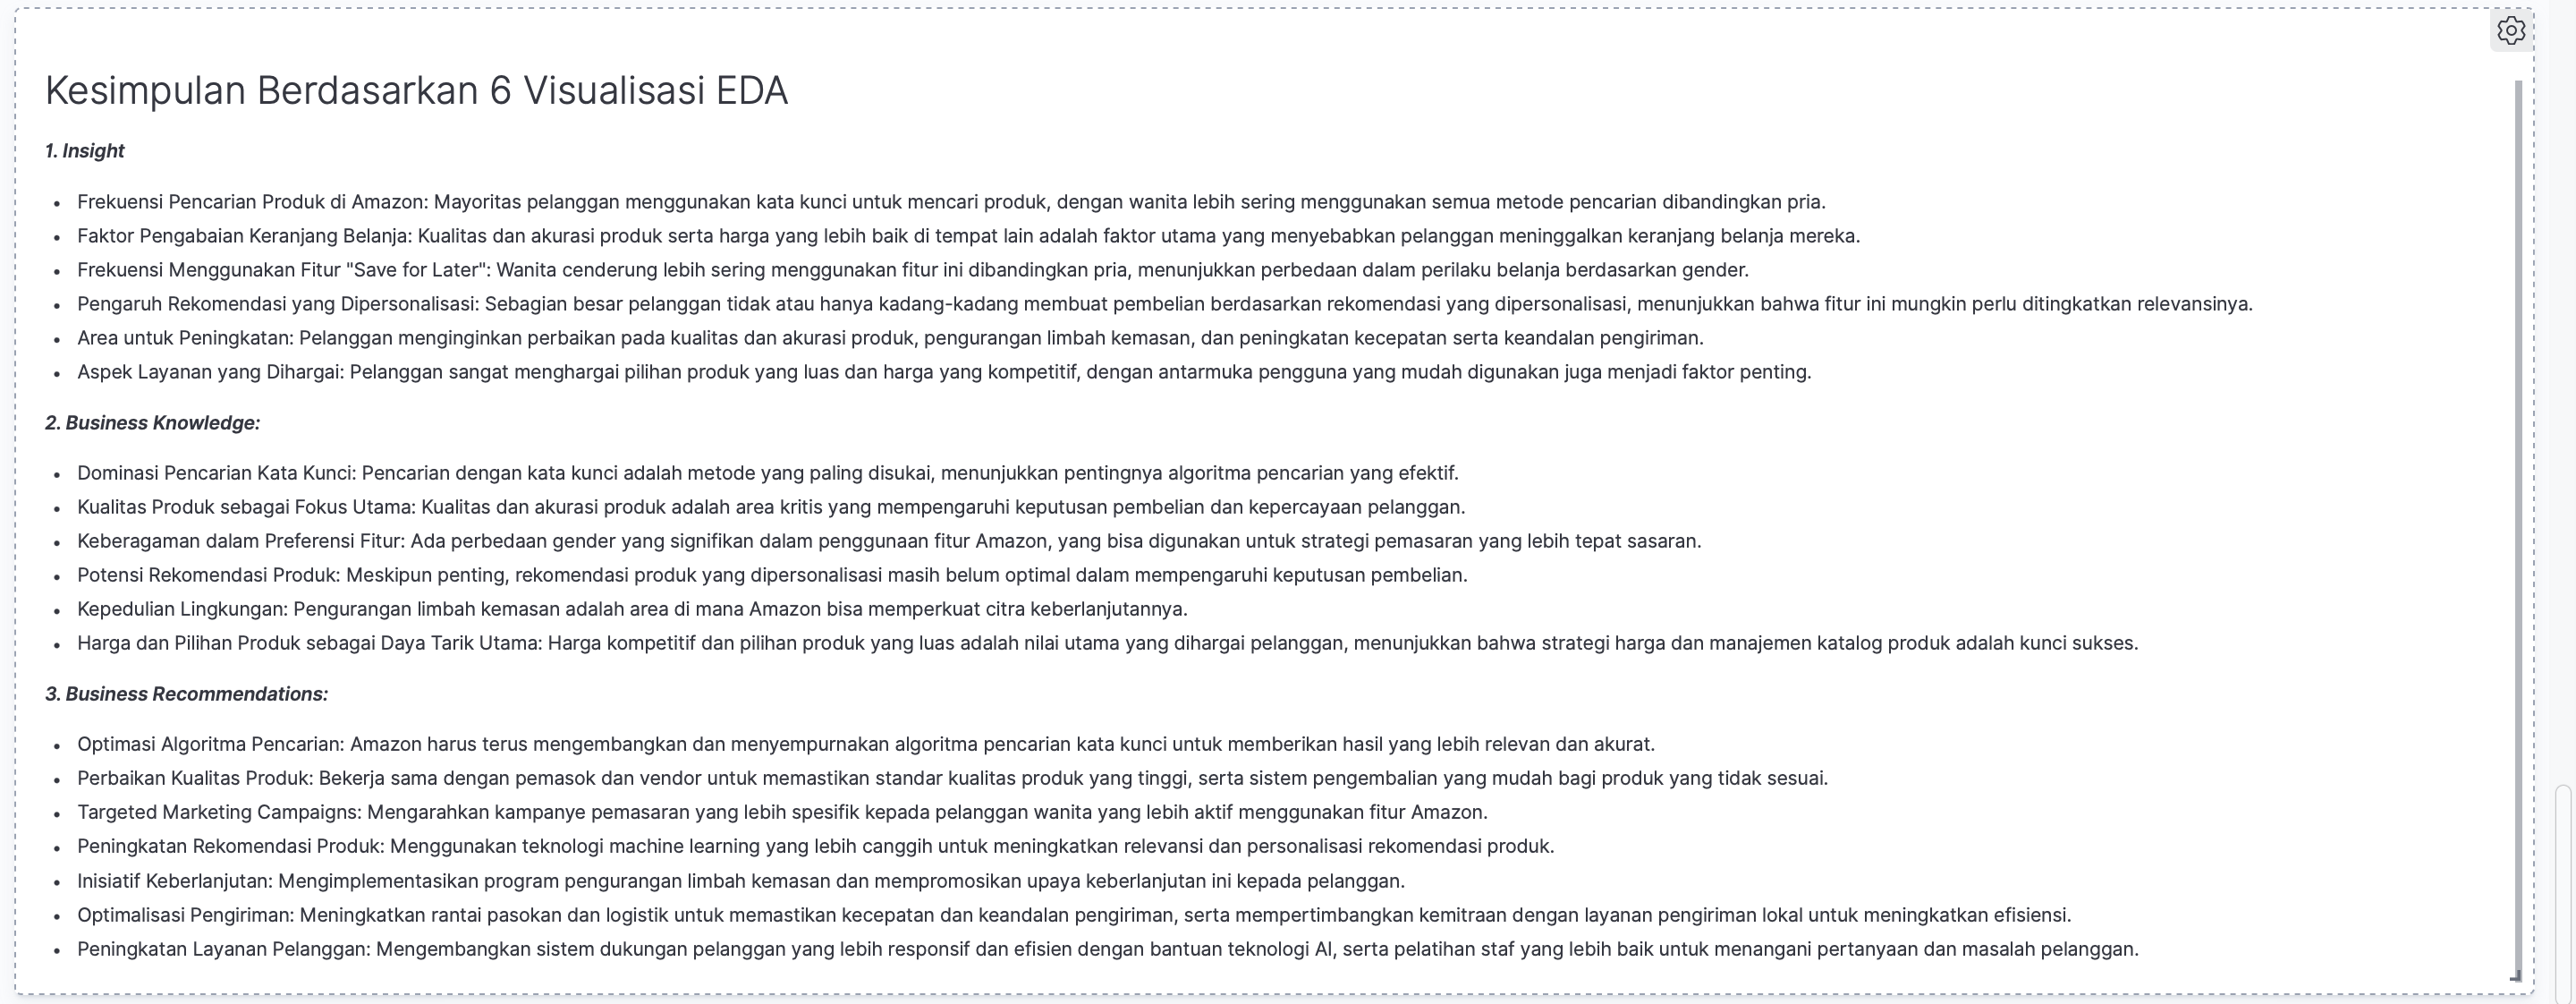 Kesimpulan Berdasarkan 6 Visualisasi EDA
1. Insight
• Frekuensi Pencarian Produk di Amazon: Mayoritas pelanggan menggunakan kata kunci untuk mencari produk, dengan wanita lebih sering menggunakan semua metode pencarian dibandingkan pria.
• Faktor Pengabaian Keranjang Belanja: Kualitas dan akurasi produk serta harga yang lebih baik di tempat lain adalah faktor utama yang menyebabkan pelanggan meninggalkan keranjang belanja mereka.
• Frekuensi Menggunakan Fitur "Save for Later": Wanita cenderung lebih sering menggunakan fitur ini dibandingkan pria, menunjukkan perbedaan dalam perilaku belanja berdasarkan gender.
• Pengaruh Rekomendasi yang Dipersonalisasi: Sebagian besar pelanggan tidak atau hanya kadang-kadang membuat pembelian berdasarkan rekomendasi yang dipersonalisasi, menunjukkan bahwa fitur ini mungkin perlu ditingkatkan relevansinya.
• Area untuk Peningkatan: Pelanggan menginginkan perbaikan pada kualitas dan akurasi produk, pengurangan limbah kemasan, dan peningkatan kecepatan serta keandalan pengiriman.
• Aspek Layanan yang Dihargai: Pelanggan sangat menghargai pilihan produk yang luas dan harga yang kompetitif, dengan antarmuka pengguna yang mudah digunakan juga menjadi faktor penting.
2. Business Knowledge:
• Dominasi Pencarian Kata Kunci: Pencarian dengan kata kunci adalah metode yang paling disukai, menunjukkan pentingnya algoritma pencarian yang efektif.
• Kualitas Produk sebagai Fokus Utama: Kualitas dan akurasi produk adalah area kritis yang mempengaruhi keputusan pembelian dan kepercayaan pelanggan.
• Keberagaman dalam Preferensi Fitur: Ada perbedaan gender yang signifikan dalam penggunaan fitur Amazon, yang bisa digunakan untuk strategi pemasaran yang lebih tepat sasaran.
• Potensi Rekomendasi Produk: Meskipun penting, rekomendasi produk yang dipersonalisasi masih belum optimal dalam mempengaruhi keputusan pembelian.
• Kepedulian Lingkungan: Pengurangan limbah kemasan adalah area di mana Amazon bisa memperkuat citra keberlanjutannya.
• Harga dan Pilihan Produk sebagai Daya Tarik Utama: Harga kompetitif dan pilihan produk yang luas adalah nilai utama yang dihargai pelanggan, menunjukkan bahwa strategi harga dan manajemen katalog produk adalah kunci sukses.
3. Business Recommendations:
• Optimasi Algoritma Pencarian: Amazon harus terus mengembangkan dan menyempurnakan algoritma pencarian kata kunci untuk memberikan hasil yang lebih relevan dan akurat.
• Perbaikan Kualitas Produk: Bekerja sama dengan pemasok dan vendor untuk memastikan standar kualitas produk yang tinggi, serta sistem pengembalian yang mudah bagi produk yang tidak sesuai.
• Targeted Marketing Campaigns: Mengarahkan kampanye pemasaran yang lebih spesifik kepada pelanggan wanita yang lebih aktif menggunakan fitur Amazon.
• Peningkatan Rekomendasi Produk: Menggunakan teknologi machine learning yang lebih canggih untuk meningkatkan relevansi dan personalisasi rekomendasi produk.
• Inisiatif Keberlanjutan: Mengimplementasikan program pengurangan limbah kemasan dan mempromosikan upaya keberlanjutan ini kepada pelanggan.
• Optimalisasi Pengiriman: Meningkatkan rantai pasokan dan logistik untuk memastikan kecepatan dan keandalan pengiriman, serta mempertimbangkan kemitraan dengan layanan pengiriman lokal untuk meningkatkan efisiensi.
• Peningkatan Layanan Pelanggan: Mengembangkan sistem dukungan pelanggan yang lebih responsif dan efisien dengan bantuan teknologi AI, serta pelatihan staf yang lebih baik untuk menangani pertanyaan dan masalah pelanggan.